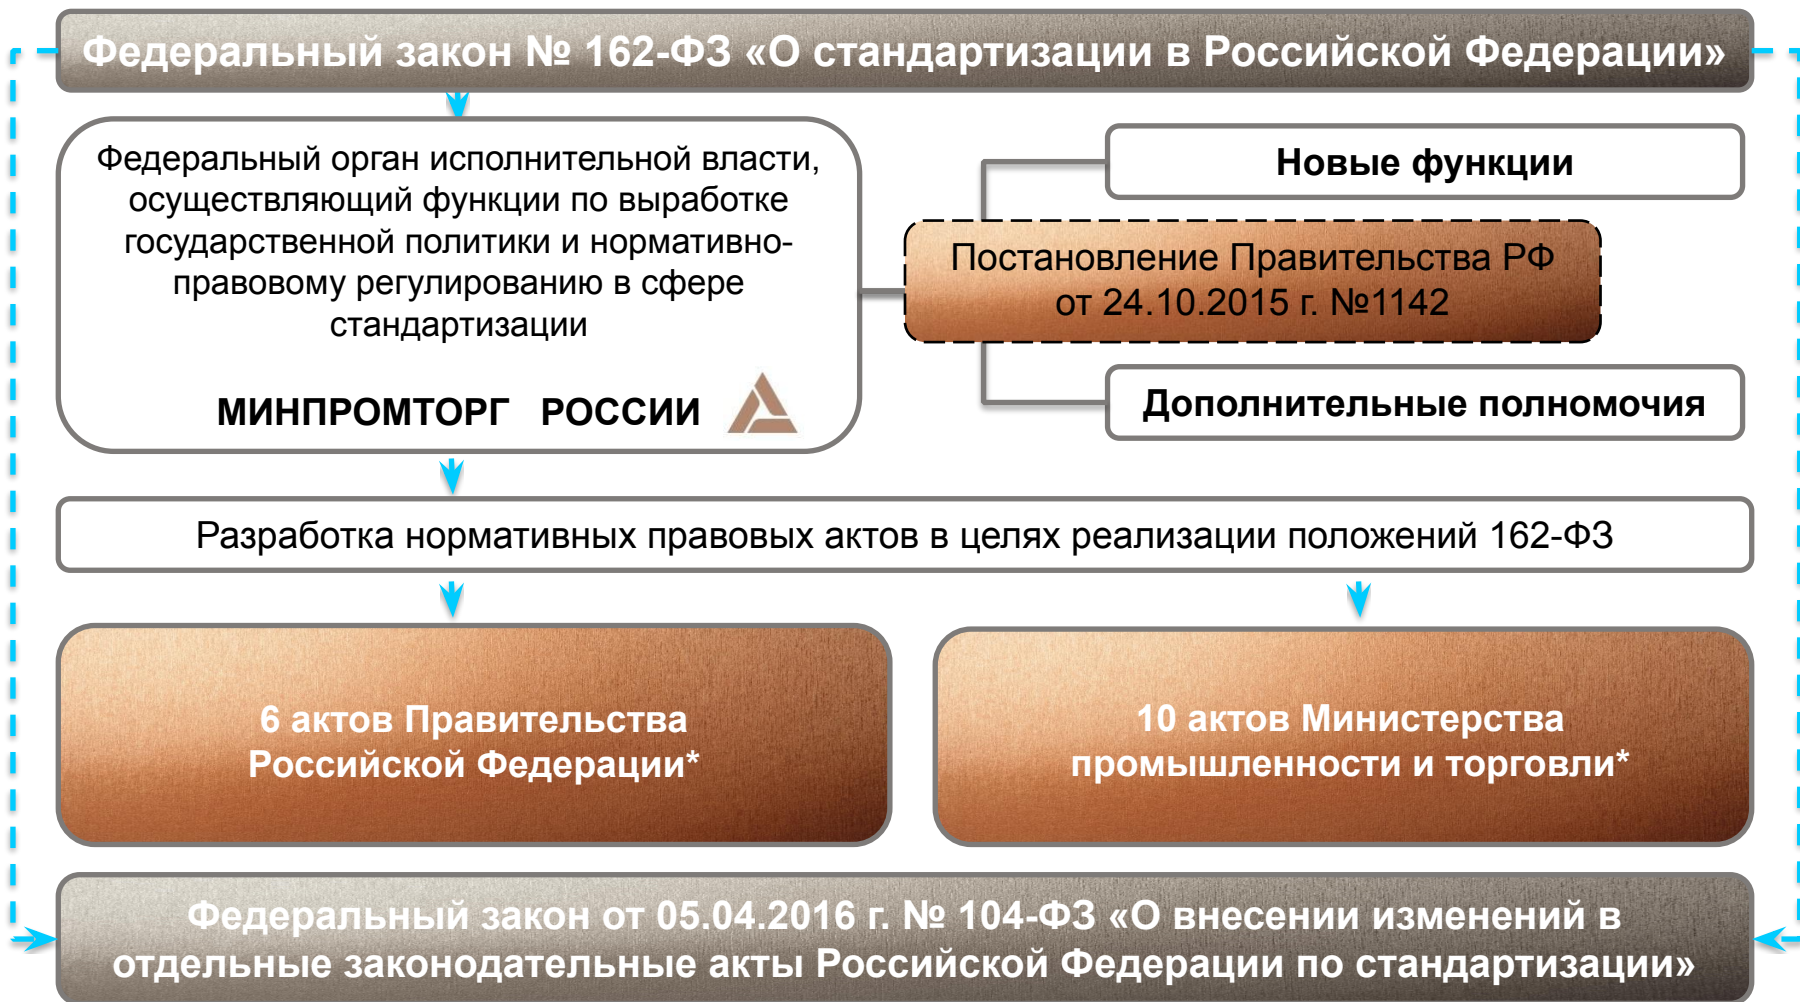 Федеральный закон № 162-ФЗ «О стандартизации в Российской Федерации»
Федеральный орган исполнительной власти,
осуществляющий функции по выработке
государственной политики и нормативно-
правовому регулированию в сфере
стандартизации
МИНПРОМТОРГ РОССИИ
Новые функции
Постановление Правительства РФ
от 24.10.2015 г. №1142
Дополнительные полномочия
Разработка нормативных правовых актов в целях реализации положений 162-ФЗ
6 актов Правительства
Российской Федерации*
10 актов Министерства
промышленности и торговли*
Федеральный закон от 05.04.2016 г. № 104-ФЗ «О внесении изменений в
отдельные законодательные акты Российской Федерации по стандартизации»